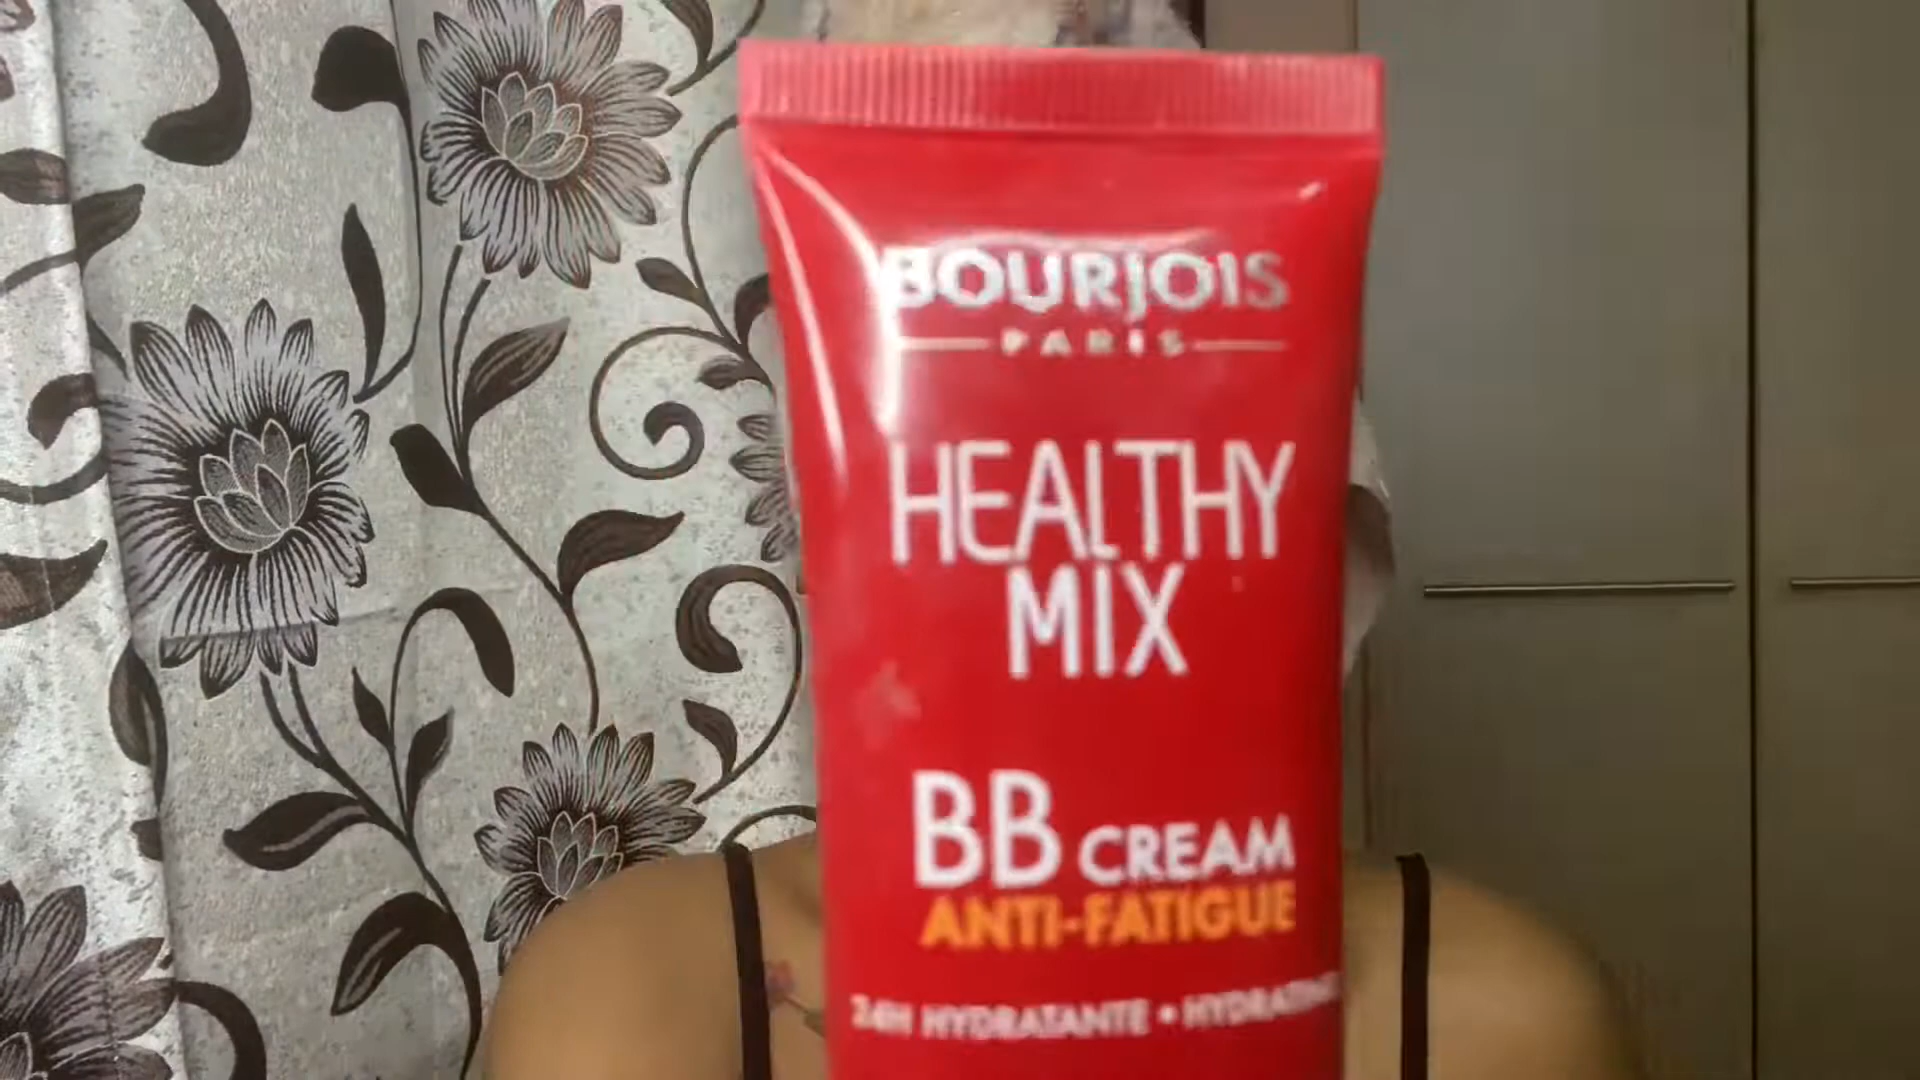 BOURJOIS
PARIS
HEALTHY
MIX
BB CREAM
ANTI-FATIGUE
24H HYDRATANTE • HYDRATING